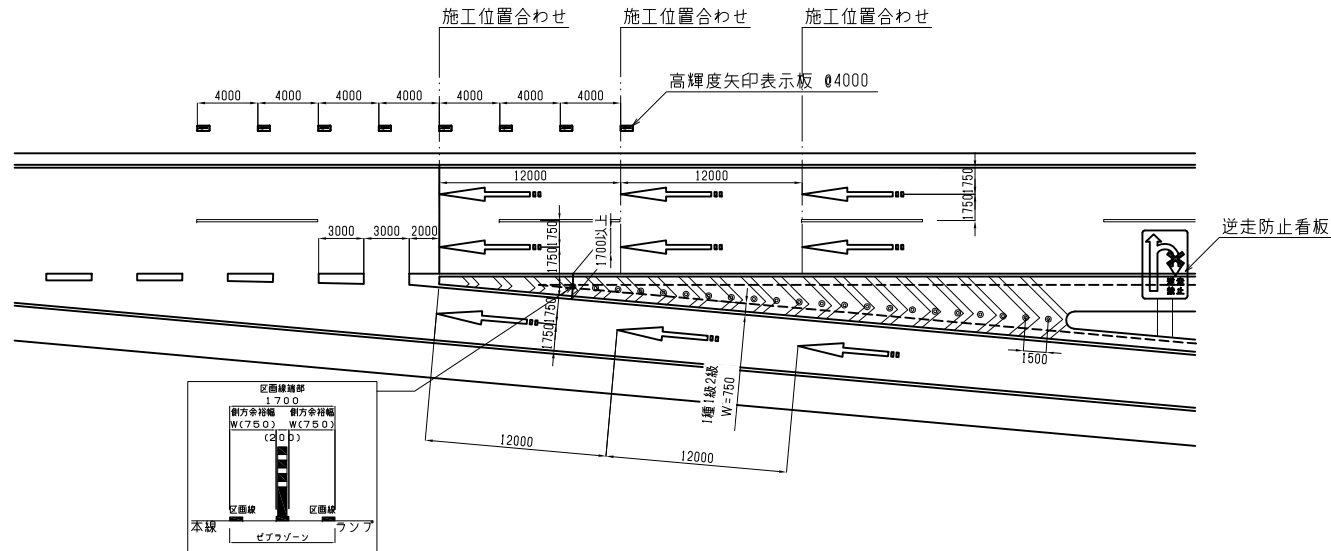 施工位置合わせ
施工位置合わせ
施工位置合わせ
高輝度矢印表示板 @4000
4000
4000
4000
4000
4000
4000
4000
12000
12000
1750
1750
3000
3000
2000
1750
1750
1700以上
逆走防止看板
1750
1750
1500
1種1級2級
W=750
12000
12000
区画線端部
1700
側方余裕幅
側方余裕幅
W(750)
W(750)
(200)
区画線
区画線
本線
ランプ
ゼブラゾーン